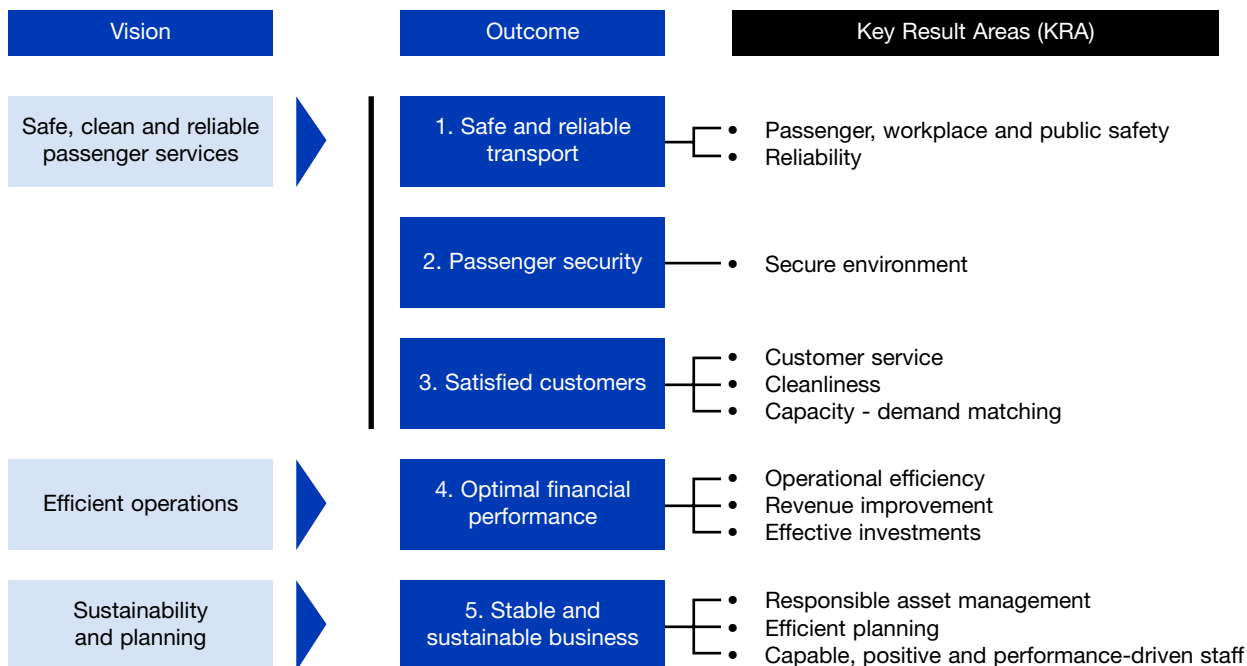 Vision
Outcome
Key Result Areas (KRA)
Safe, clean and reliable
passenger services
1. Safe and reliable
transport
• Passenger, workplace and public safety
• Reliability
2. Passenger security
• Secure environment
3. Satisfied customers
• Customer service
• Cleanliness
• Capacity - demand matching
Efficient operations
4. Optimal financial
performance
• Operational efficiency
• Revenue improvement
• Effective investments
Sustainability
and planning
5. Stable and
sustainable business
• Responsible asset management
• Efficient planning
• Capable, positive and performance-driven staff